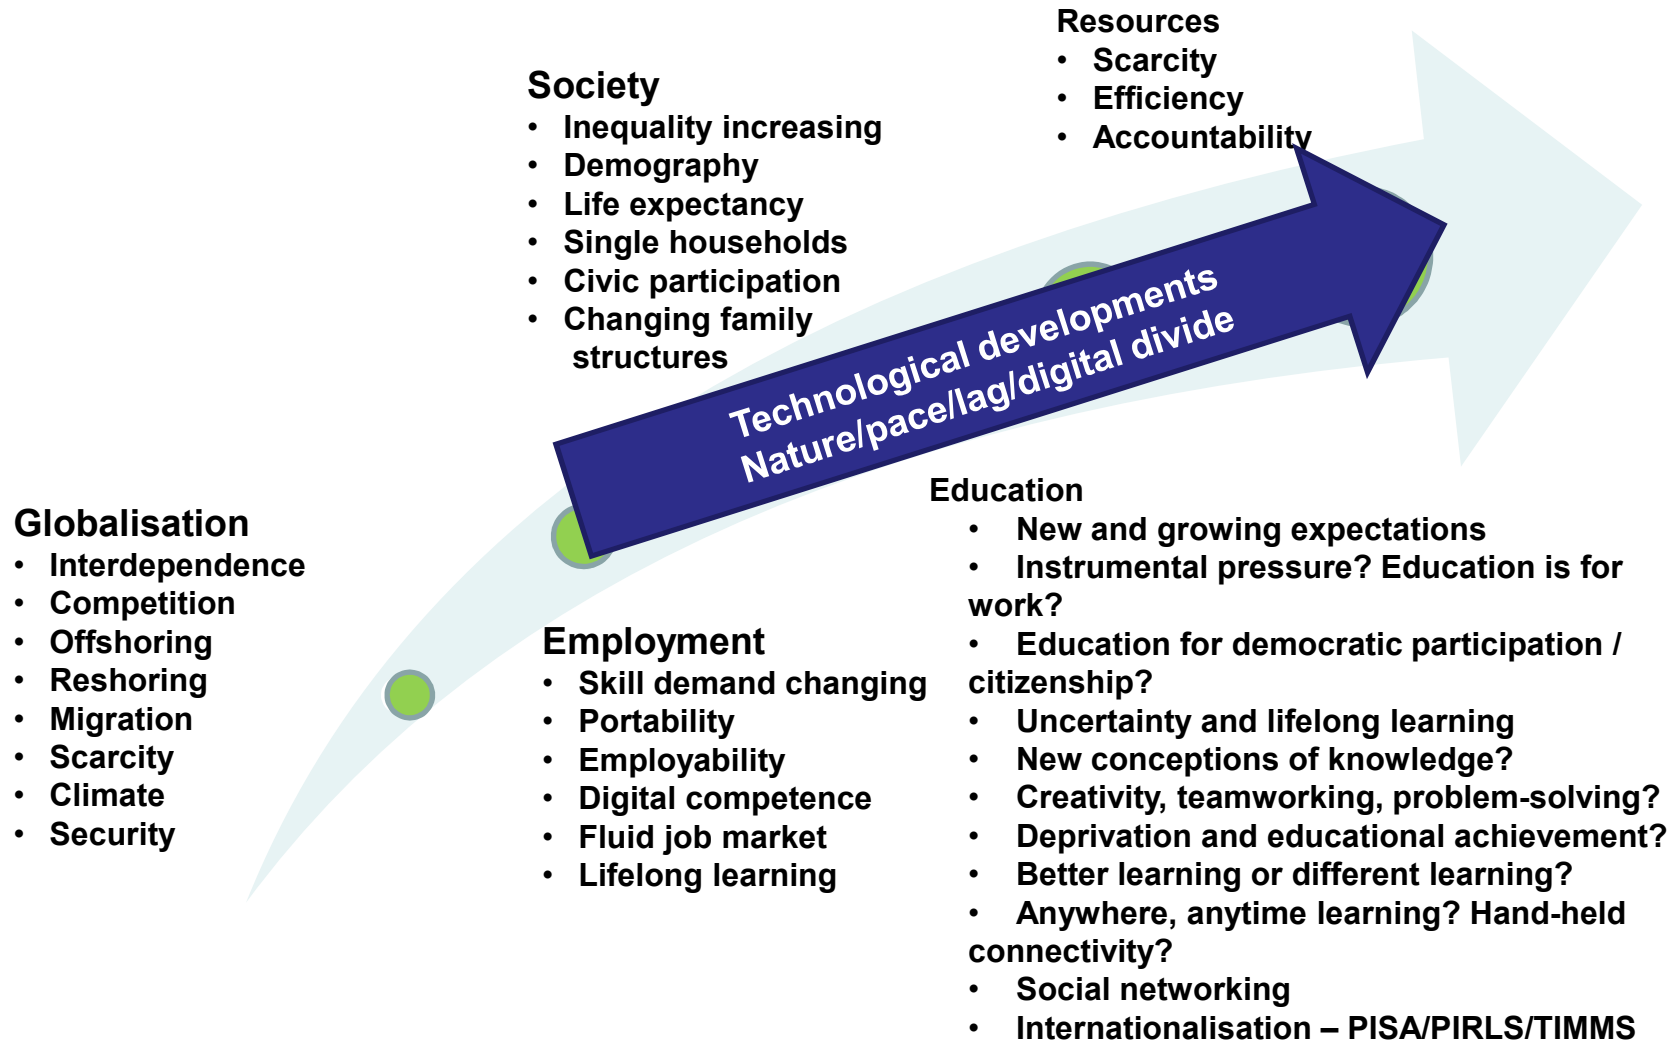 Resources
• Scarcity
• Efficiency
• Accountability
Society
• Inequality increasing
• Demography
• Life expectancy
• Single households
• Civic participation
• Changing family
structures
Technological developments
Nature/pace/lag/digital divide
Globalisation
• Interdependence
• Competition
• Offshoring
• Reshoring
• Migration
• Scarcity
• Climate
• Security
Employment
• Skill demand changing
• Portability
• Employability
• Digital competence
• Fluid job market
• Lifelong learning
Education
• New and growing expectations
• Instrumental pressure? Education is for
work?
• Education for democratic participation /
citizenship?
• Uncertainty and lifelong learning
• New conceptions of knowledge?
• Creativity, teamworking, problem-solving?
• Deprivation and educational achievement?
• Better learning or different learning?
• Anywhere, anytime learning? Hand-held
connectivity?
• Social networking
• Internationalisation – PISA/PIRLS/TIMMS